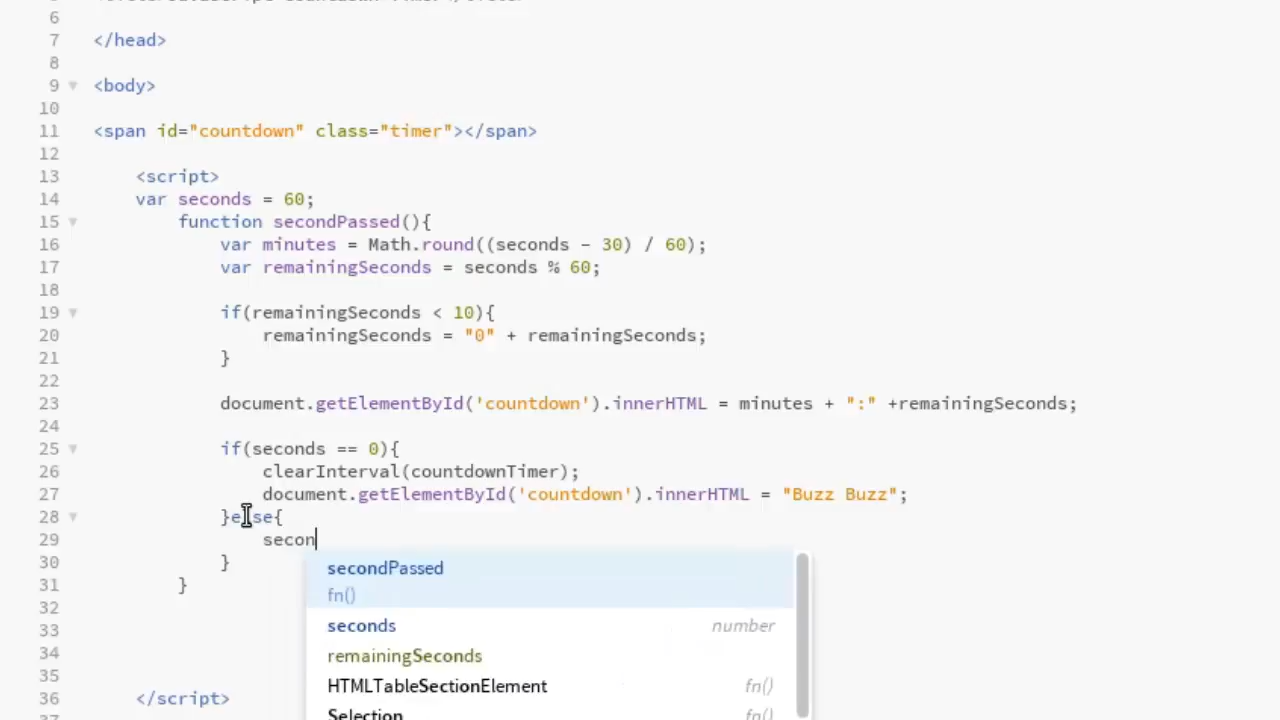 6
7 </head>
8
9 <body>
10
11 <span id="countdown" class="timer"></span>
12
13 <script>
14 var seconds = 60;
15 function secondPassed(){
16 var minutes = Math.round((seconds - 30) / 60);
17 var remainingSeconds = seconds % 60;
18
19 if(remainingSeconds < 10){
20 remainingSeconds = "0" + remainingSeconds;
21 }
22
23 document.getElementById('countdown').innerHTML = minutes + ":" +remainingSeconds;
24
25 if(seconds == 0){
26 clearInterval(countdownTimer);
27 document.getElementById('countdown').innerHTML = "Buzz Buzz";
28 }else{
29 secon
30 }
31 }
secondPassed
fn()
32
33
34
35
36 </script>
37
seconds number
remainingSeconds
HTMLTableSectionElement fn()
Selection fn()